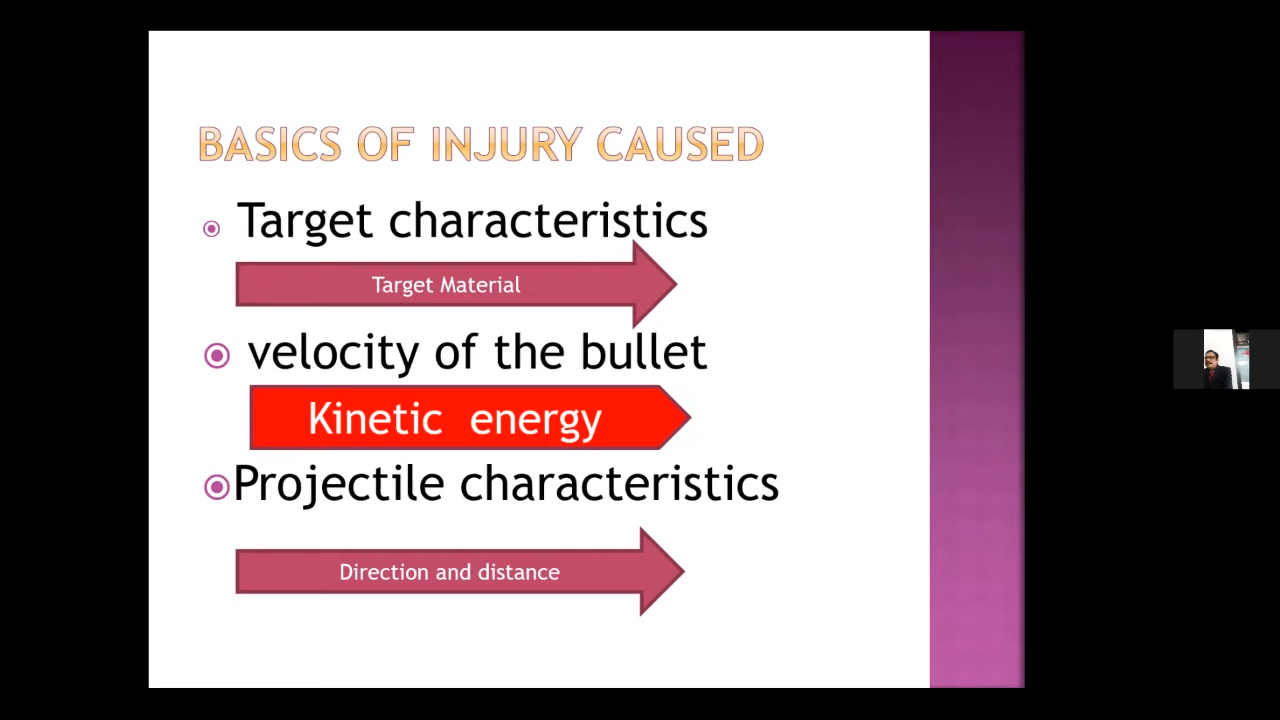 BASICS OF INJURY CAUSED
Target characteristics
Target Material
velocity of the bullet
Kinetic energy
Projectile characteristics
Direction and distance